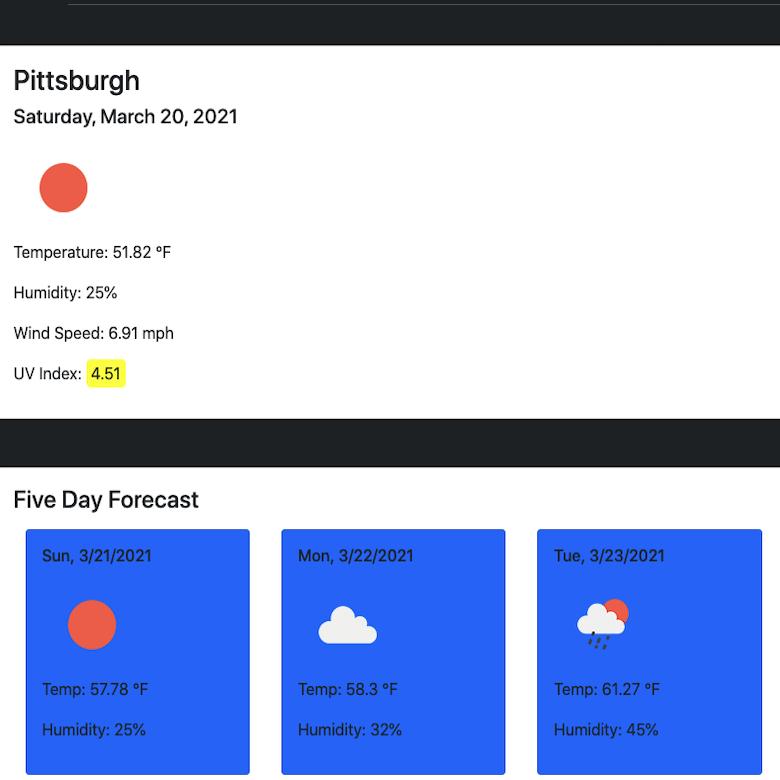 Pittsburgh
Saturday, March 20, 2021
Temperature: 51.82 °F
Humidity: 25%
Wind Speed: 6.91 mph
UV Index: 4.51
Five Day Forecast
Sun, 3/21/2021
Temp: 57.78 °F
Humidity: 25%
Mon, 3/22/2021
Temp: 58.3 °F
Humidity: 32%
Tue, 3/23/2021
Temp: 61.27 °F
Humidity: 45%